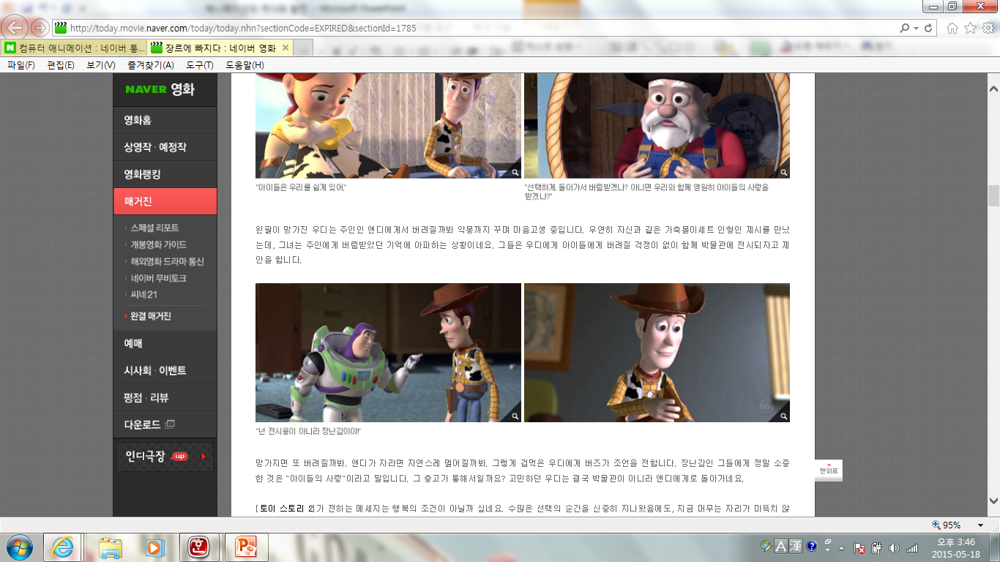 애니메이션의 역사와 발전 - Microsoft PowerPoint
http://today.movie.naver.com/today/today.nhn?sectionCode=EXPIRED&sectionId=1785
컴퓨터 애니메이션 : 네이버 통...
장르에 빠지다 : 네이버 영화
파일(F) 편집(E) 보기(V) 즐겨찾기(A) 도구(T) 도움말(H)
NAVER 영화
영화홈
상영작 · 예정작
영화랭킹
매거진
스페셜 리포트
개봉영화 가이드
해외영화 드라마 통신
네이버 무비토크
씨네21
완결 매거진
예매
시사회 · 이벤트
평점 · 리뷰
다운로드
인디극장 up
"아이들은 우리를 쉽게 잊어."
"선택하게. 돌아가서 버림받겠나? 아니면 우리와 함께 영원히 아이들의 사랑을
받겠나?"
왼팔이 망가진 우디는 주인인 앤디에게서 버려질까봐 악몽까지 꾸며 마음고생 중입니다. 우연히 자신과 같은 가축몰이세트 인형인 제시를 만났
는데, 그녀는 주인에게 버림받았던 기억에 아파하는 상황이네요. 그들은 우디에게 아이들에게 버려질 걱정이 없이 함께 박물관에 전시되자고 제
안을 합니다.
abc
"넌 전시용이 아니라 장난감이야!"
망가지면 또 버려질까봐. 앤디가 자라면 자연스레 멀어질까봐. 그렇게 겁먹은 우디에게 버즈가 조언을 전합니다. 장난감인 그들에게 정말 소중
한 것은 "아이들의 사랑"이라고 말입니다. 그 충고가 통해서일까요? 고민하던 우디는 결국 박물관이 아니라 앤디에게로 돌아가네요.
[토이 스토리 2]가 전하는 메세지는 행복의 조건이 아닐까 싶네요. 수많은 선택의 순간을 신중히 지나왔음에도, 지금 머무는 자리가 마뜩치 않
맨위로
95%
A 漢
오후 3:46
2015-05-18